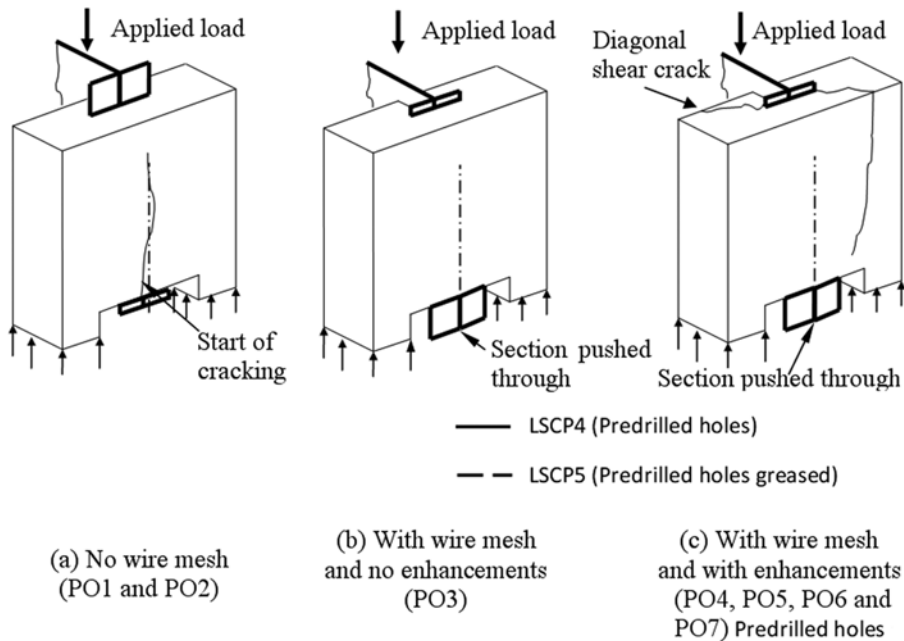 Applied load
Applied load
Applied load
Diagonal
shear crack
Start of
cracking
Section pushed
through
Section pushed through
LSCP4 (Predrilled holes)
LSCP5 (Predrilled holes greased)
(a) No wire mesh
(PO1 and PO2)
(b) With wire mesh
and no enhancements
(PO3)
(c) With wire mesh
and with enhancements
(PO4, PO5, PO6 and
PO7) Predrilled holes